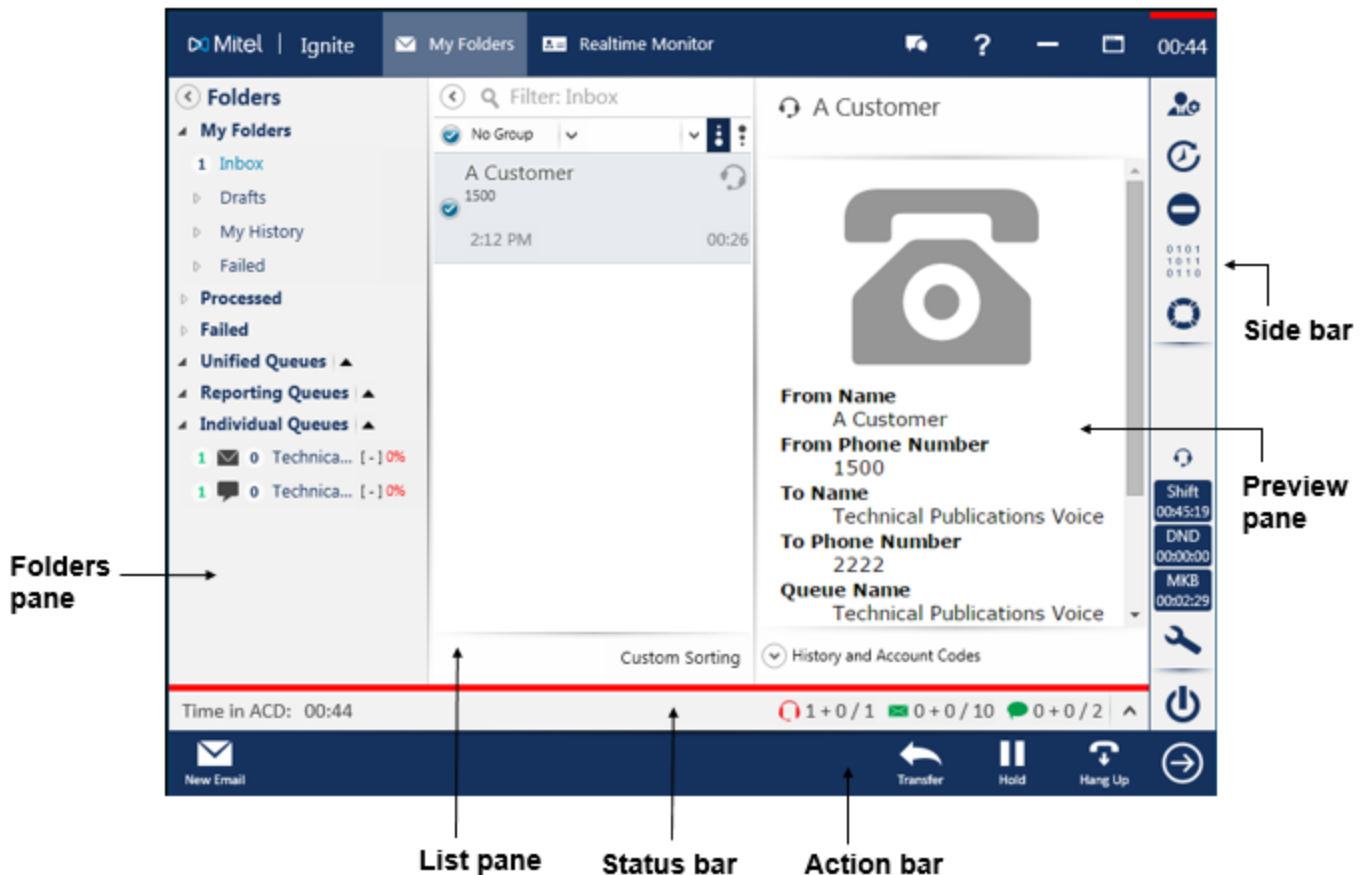 Mitel | Ignite
My Folders
Realtime Monitor
?
00:44
Folders
My Folders
1 Inbox
Drafts
My History
Failed
Processed
Failed
Unified Queues
Reporting Queues
Individual Queues
1 0 Technica... [-] 0%
1 0 Technica... [-] 0%
Filter: Inbox
No Group
A Customer
1500
2:12 PM 00:26
Custom Sorting
A Customer
From Name
A Customer
From Phone Number
1500
To Name
Technical Publications Voice
To Phone Number
2222
Queue Name
Technical Publications Voice
History and Account Codes
0101
1011
0110
Shift
00:45:19
DND
00:00:00
MKB
00:02:29
Time in ACD: 00:44
1 + 0 / 1 0 + 0 / 10 0 + 0 / 2
New Email
Transfer
Hold
Hang Up
Side bar
Preview
pane
Folders
pane
List pane
Status bar
Action bar